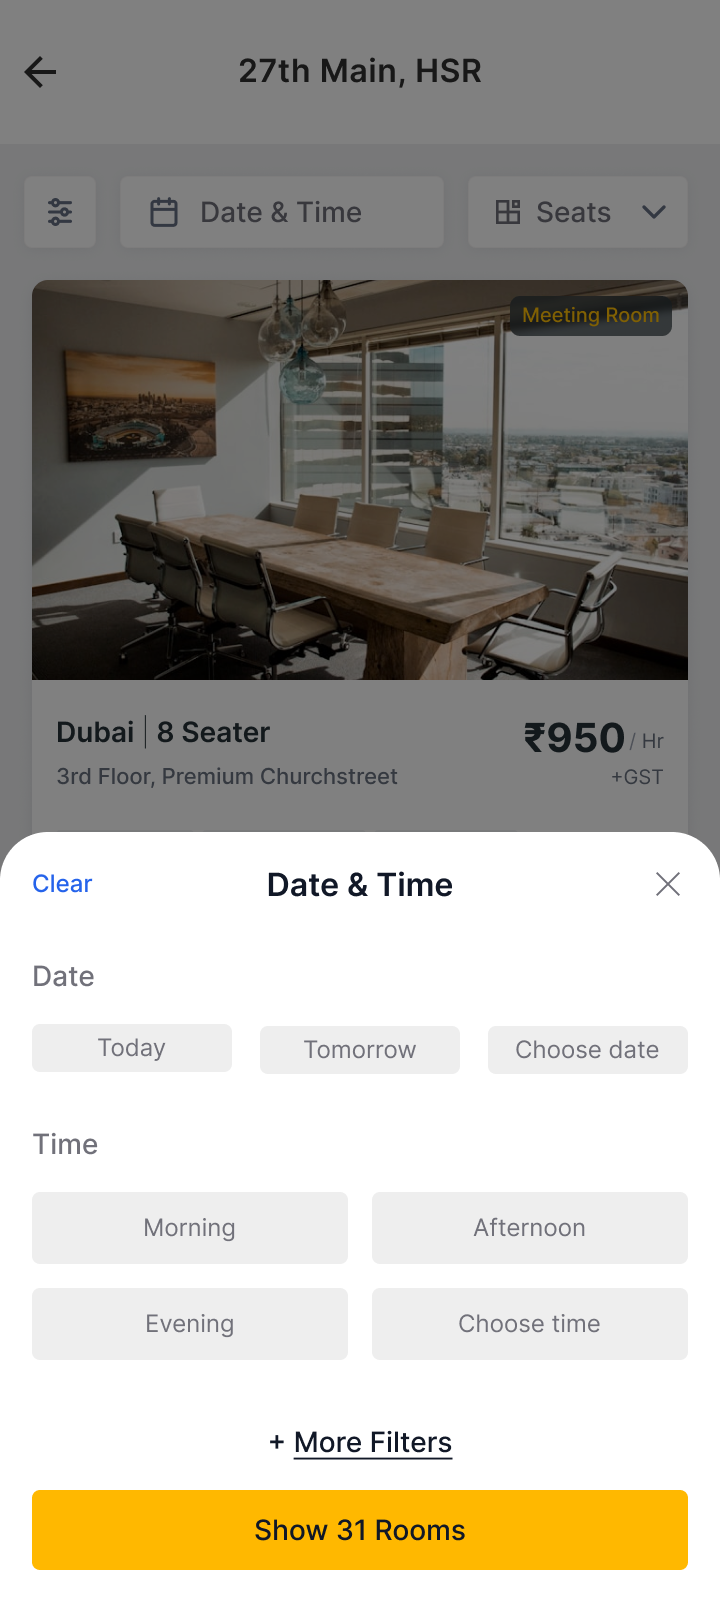 27th Main, HSR
Date & Time
Seats
Meeting Room
Dubai | 8 Seater
₹950 / Hr
3rd Floor, Premium Churchstreet
+GST
Clear
Date & Time
Date
Today
Tomorrow
Choose date
Time
Morning
Afternoon
Evening
Choose time
+ More Filters
Show 31 Rooms